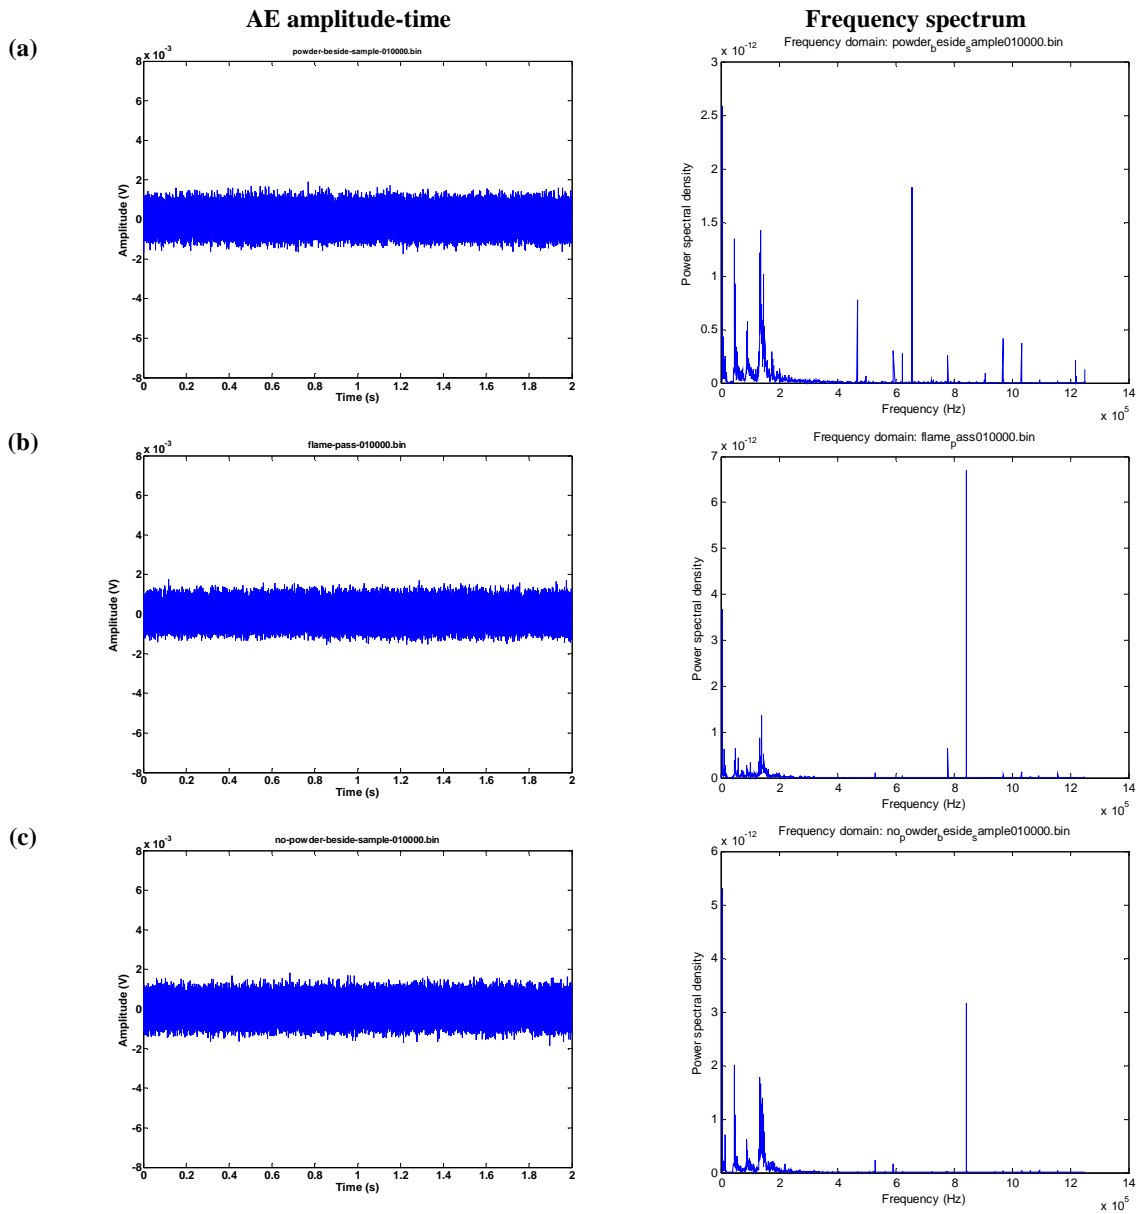 AE amplitude-time
Frequency spectrum
(a)
powder-beside-sample-010000.bin
x 10-3
8
6
4
2
0
-2
-4
-6
-8
Amplitude (V)
0 0.2 0.4 0.6 0.8 1 1.2 1.4 1.6 1.8 2
Time (s)
Frequency domain: powderbesidesample010000.bin
x 10-12
3
2.5
2
1.5
1
0.5
0
Power spectral density
0 2 4 6 8 10 12 14
Frequency (Hz)
x 105
(b)
flame-pass-010000.bin
x 10-3
8
6
4
2
0
-2
-4
-6
-8
Amplitude (V)
0 0.2 0.4 0.6 0.8 1 1.2 1.4 1.6 1.8 2
Time (s)
Frequency domain: flamepass010000.bin
x 10-12
7
6
5
4
3
2
1
0
Power spectral density
0 2 4 6 8 10 12 14
Frequency (Hz)
x 105
(c)
no-powder-beside-sample-010000.bin
x 10-3
8
6
4
2
0
-2
-4
-6
-8
Amplitude (V)
0 0.2 0.4 0.6 0.8 1 1.2 1.4 1.6 1.8 2
Time (s)
Frequency domain: nopowderbesidesample010000.bin
x 10-12
6
5
4
3
2
1
0
Power spectral density
0 2 4 6 8 10 12 14
Frequency (Hz)
x 105